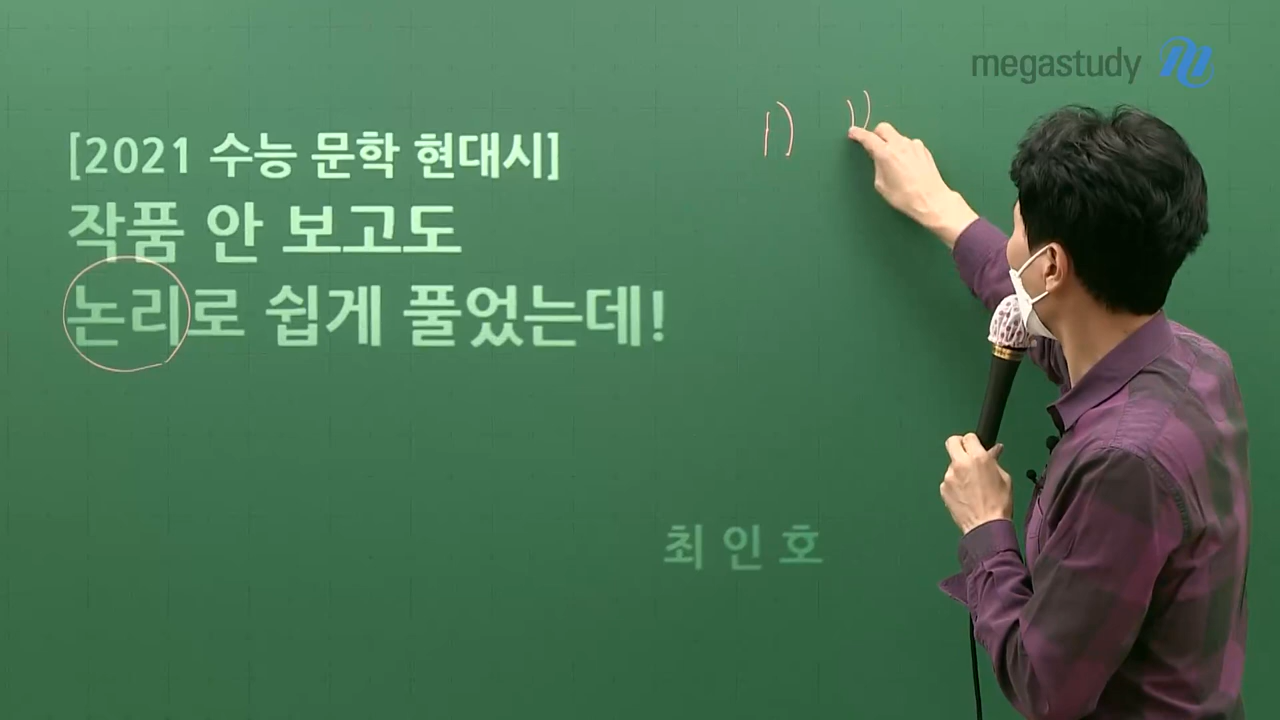 megastudy
[2021 수능 문학 현대시]
작품 안 보고도
논리로 쉽게 풀었는데!
최인호
1)